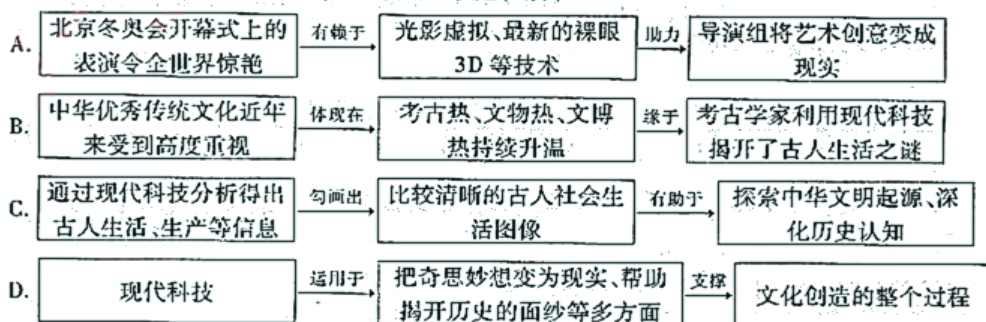 A.
北京冬奥会开幕式上的
表演令全世界惊艳
有赖于
光影虚拟、最新的裸眼
3D等技术
助力
导演组将艺术创意变成
现实
B.
中华优秀传统文化近年
来受到高度重视
体现在
考古热、文物热、文博
热持续升温
缘于
考古学家利用现代科技
揭开了古人生活之谜
C.
通过现代科技分析得出
古人生活、生产等信息
勾画出
比较清晰的古人社会生
活图像
有助于
探索中华文明起源、深
化历史认知
D.
现代科技
运用于
把奇思妙想变为现实、帮助
揭开历史的面纱等多方面
支撑
文化创造的整个过程